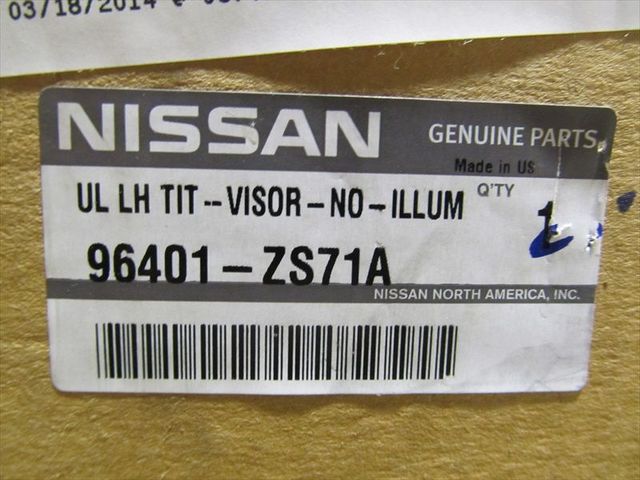 03/18/2014 @
NISSAN GENUINE PARTS
Made in US
UL LH TIT--VISOR-NO-ILLUM Q'TY
1
96401-ZS71A
NISSAN NORTH AMERICA, INC.